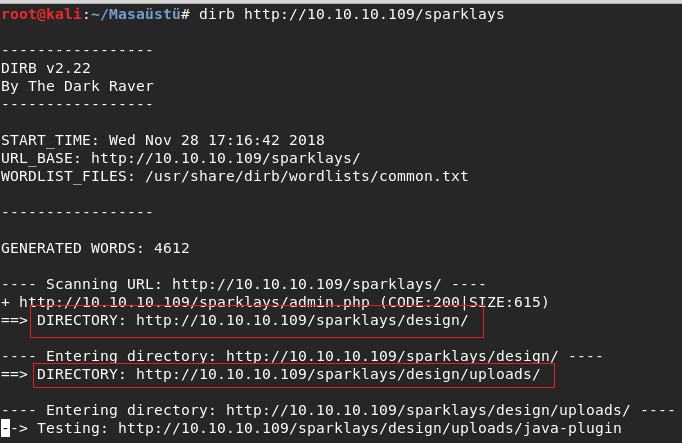 root@kali:~/Masaüstü# dirb http://10.10.10.109/sparklays
-----------------
DIRB v2.22
By The Dark Raver
-----------------
START_TIME: Wed Nov 28 17:16:42 2018
URL_BASE: http://10.10.10.109/sparklays/
WORDLIST_FILES: /usr/share/dirb/wordlists/common.txt
-----------------
GENERATED WORDS: 4612
---- Scanning URL: http://10.10.10.109/sparklays/ ----
+ http://10.10.10.109/sparklays/admin.php (CODE:200|SIZE:615)
==> DIRECTORY: http://10.10.10.109/sparklays/design/
---- Entering directory: http://10.10.10.109/sparklays/design/ ----
==> DIRECTORY: http://10.10.10.109/sparklays/design/uploads/
---- Entering directory: http://10.10.10.109/sparklays/design/uploads/ ----
--> Testing: http://10.10.10.109/sparklays/design/uploads/java-plugin